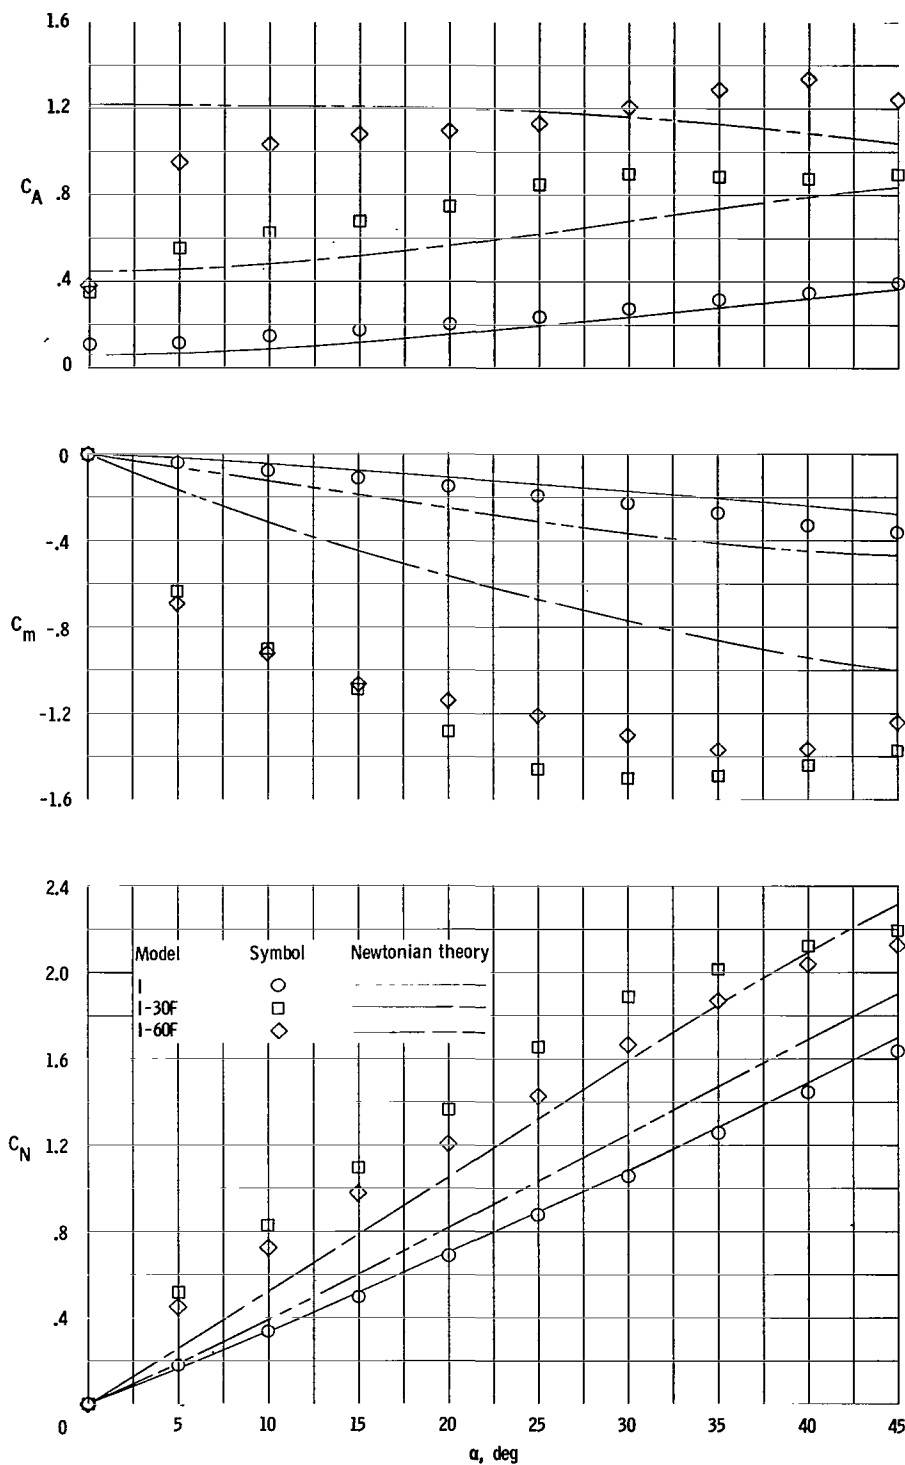 1.6
1.2
C_A .8
.4
0
0
-.4
C_m -.8
-1.2
-1.6
2.4
Model Symbol Newtonian theory
I
2.0
I-30F
I-60F
1.6
C_N 1.2
.8
.4
0 5 10 15 20 25 30 35 40 45
α, deg